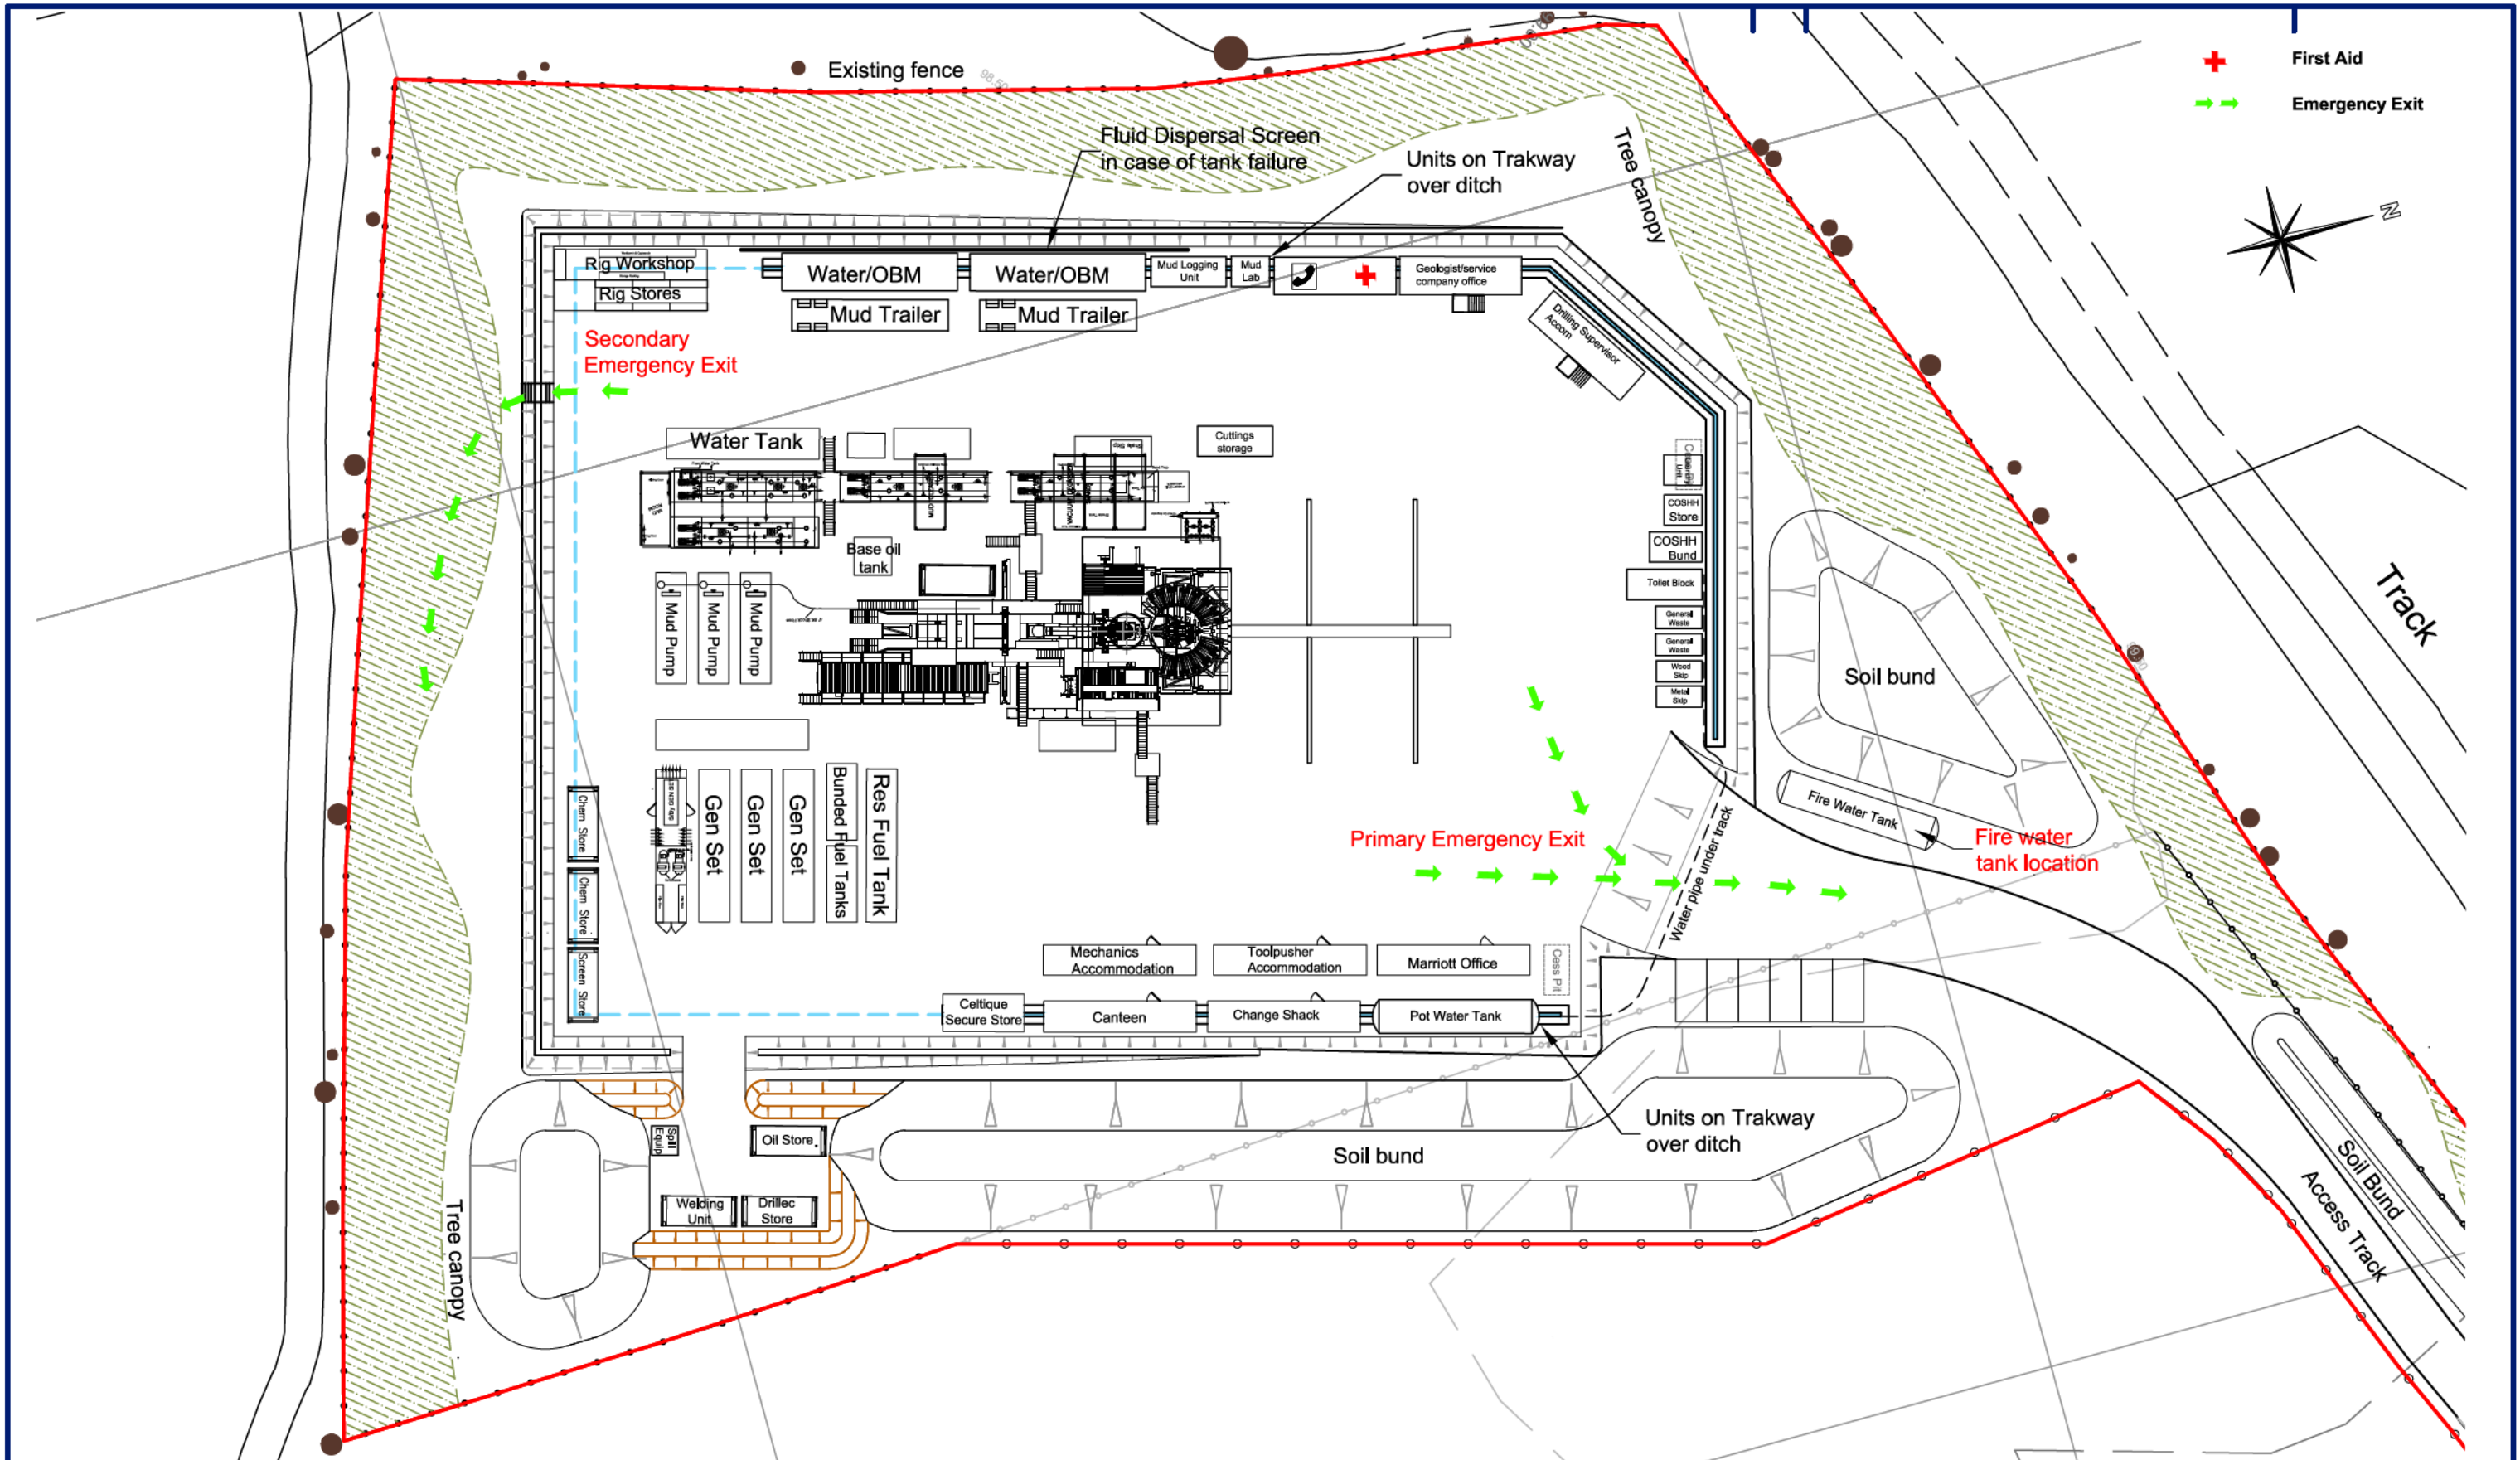 First Aid
Emergency Exit
N
Existing fence
98.50
Fluid Dispersal Screen
in case of tank failure
Units on Trakway
over ditch
Tree canopy
Rig Workshop
Rig Stores
Water/OBM
Water/OBM
Mud Logging
Unit
Mud
Lab
Geologist/service
company office
Mud Trailer
Mud Trailer
Drilling Supervisor
Accom
Secondary
Emergency Exit
Water Tank
Cuttings
storage
COSHH
Store
COSHH
Bund
Toilet Block
General
Waste
General
Waste
Wood
Skip
Metal
Skip
Base oil
tank
Mud Pump
Mud Pump
Mud Pump
Track
Soil bund
Fire Water Tank
Fire water
tank location
Primary Emergency Exit
Water pipe under track
Chem Store
Chem Store
Screen Store
Gen Set
Gen Set
Gen Set
Bunded Fuel Tanks
Res Fuel Tank
Mechanics
Accommodation
Toolpusher
Accommodation
Marriott Office
Cess Pit
Celtique
Secure Store
Canteen
Change Shack
Pot Water Tank
Units on Trakway
over ditch
Spill
Equip
Oil Store
Soil bund
Welding
Unit
Drillec
Store
Tree canopy
Soil Bund
Access Track